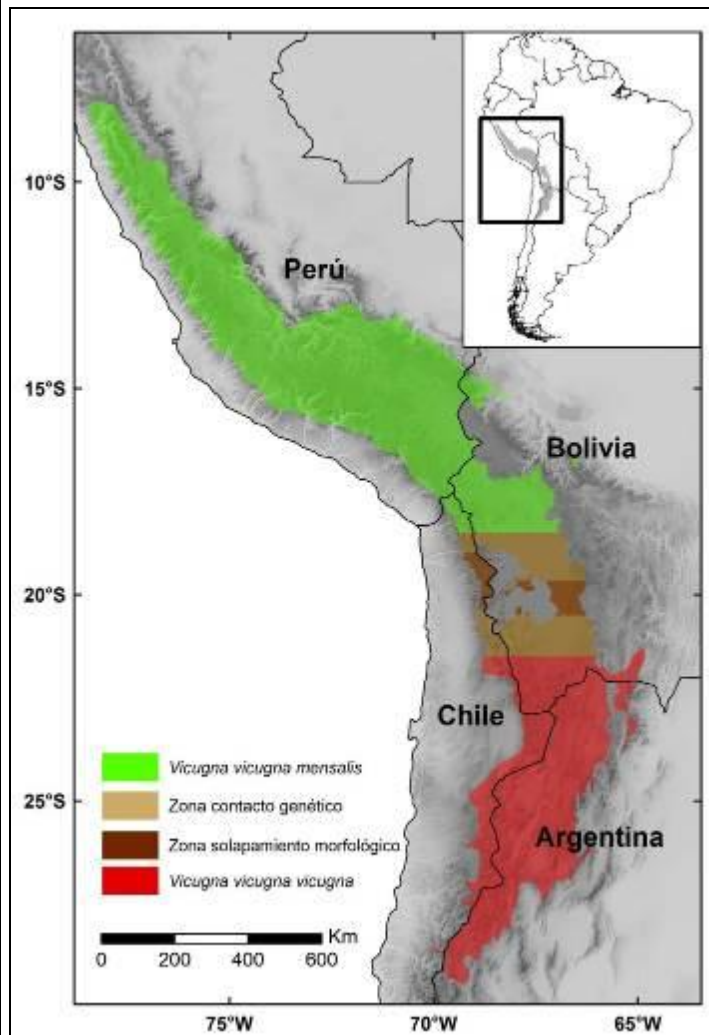 10°S
Perú
15°S
Bolivia
20°S
Chile
Vicugna vicugna mensalis
Zona contacto genético
25°S
Zona solapamiento morfológico
Argentina
Vicugna vicugna vicugna
Km
0 200 400 600
75°W 70°W 65°W